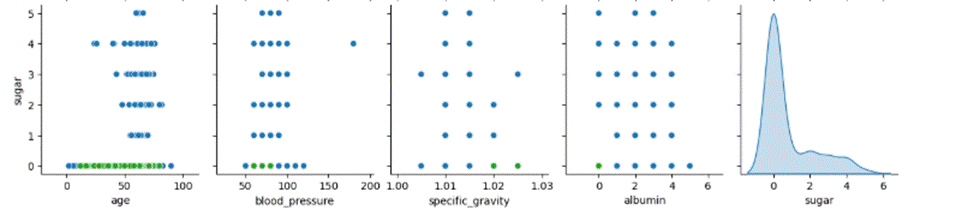 5
4
3
2
1
0
sugar
0 50 100
age
50 100 150 200
blood_pressure
1.00 1.01 1.02 1.03
specific_gravity
0 2 4 6
albumin
0 2 4 6
sugar